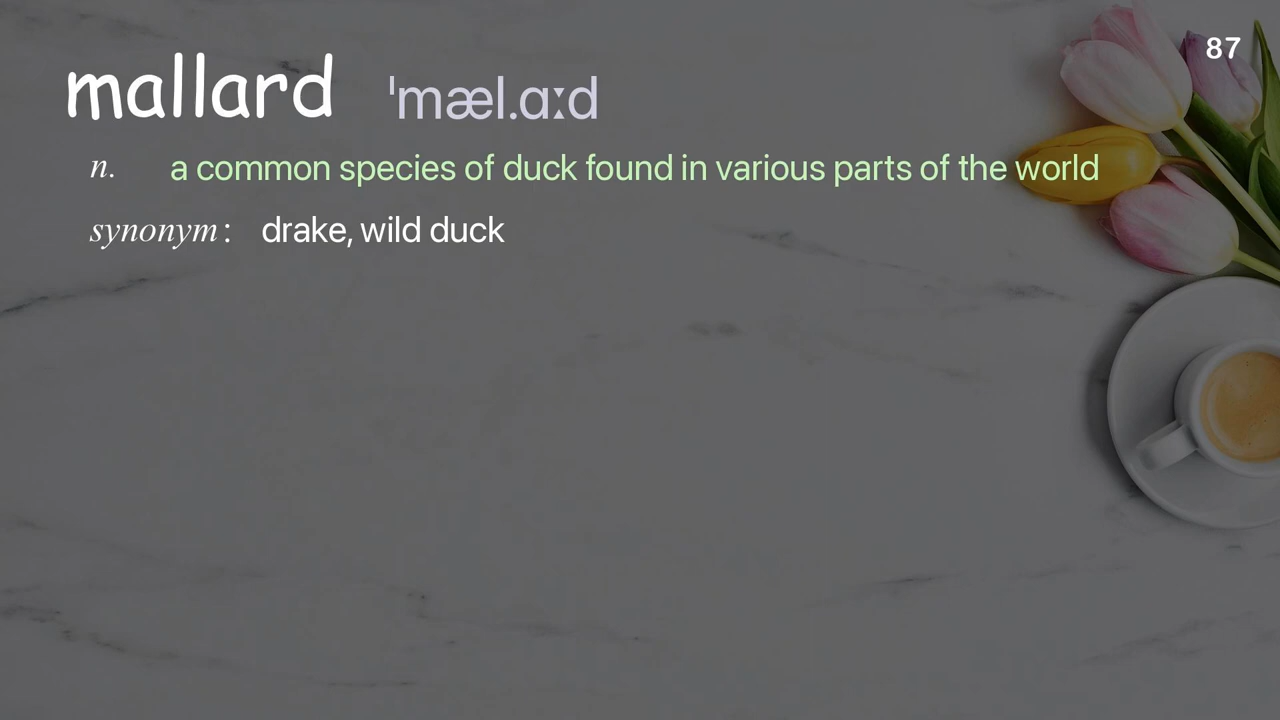 87
mallard ˈmæl.ɑːd
n. a common species of duck found in various parts of the world
synonym : drake, wild duck